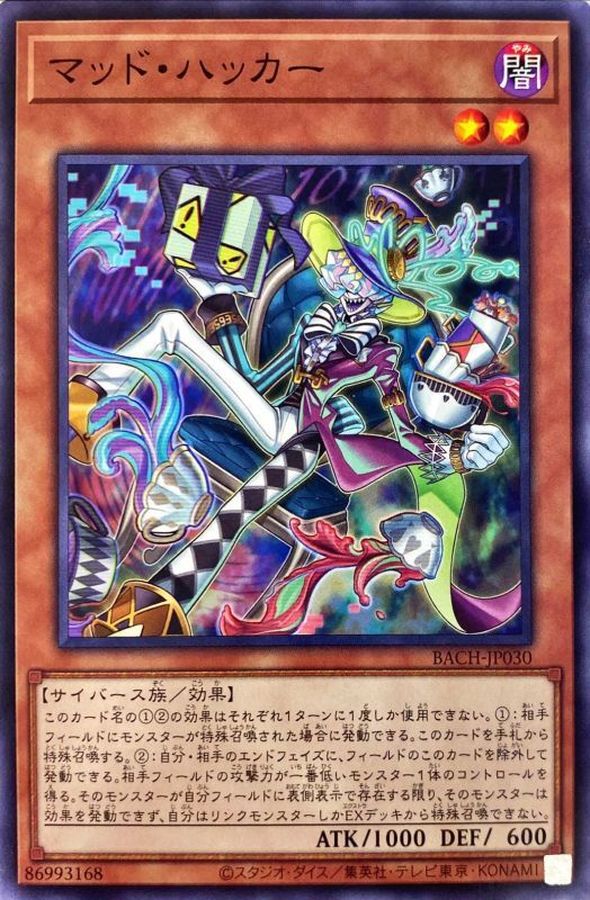 マッド・ハッカー
やみ
闇
BACH-JP030
【サイバース族／効果】
このカード名の①②の効果はそれぞれ1ターンに1度しか使用できない。①：相手
フィールドにモンスターが特殊召喚された場合に発動できる。このカードを手札から
特殊召喚する。②：自分・相手のエンドフェイズに、フィールドのこのカードを除外して
発動できる。相手フィールドの攻撃力が一番低いモンスター1体のコントロールを
得る。そのモンスターが自分フィールドに表側表示で存在する限り、そのモンスターは
効果を発動できず、自分はリンクモンスターしかEXデッキから特殊召喚できない。
ATK/1000 DEF/ 600
86993168
©スタジオ・ダイス／集英社・テレビ東京・KONAMI